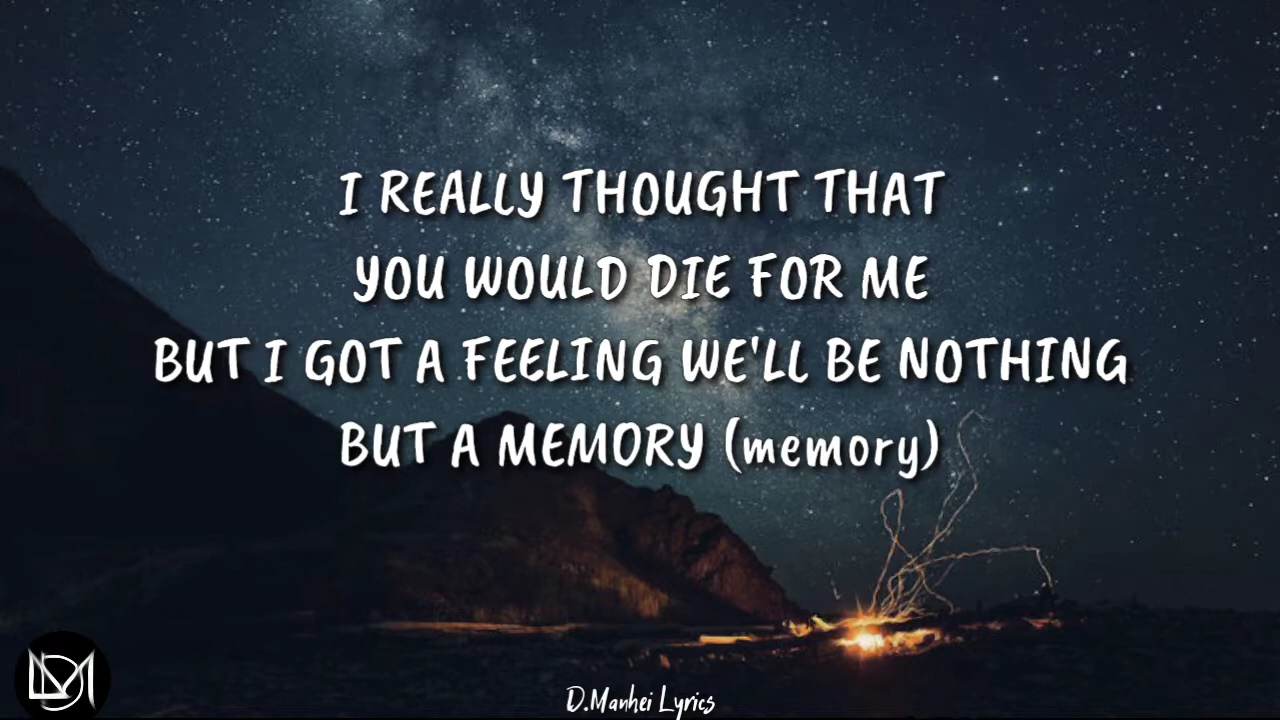 I REALLY THOUGHT THAT
YOU WOULD DIE FOR ME
BUT I GOT A FEELING WE'LL BE NOTHING
BUT A MEMORY (memory)
DM
D.Manhei Lyrics